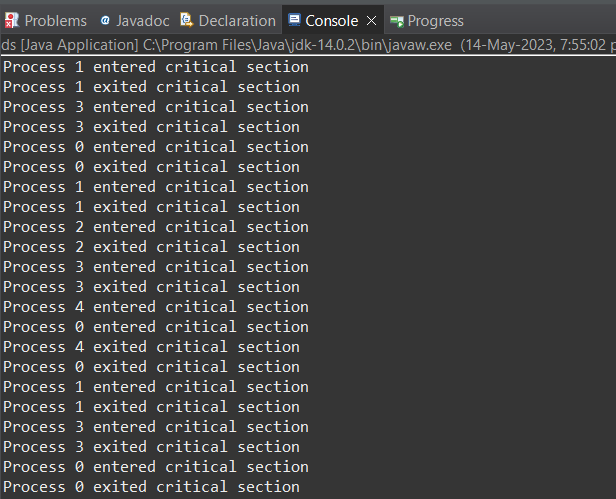 Problems Javadoc Declaration Console Progress
ds [Java Application] C:\Program Files\Java\jdk-14.0.2\bin\javaw.exe (14-May-2023, 7:55:02 p
Process 1 entered critical section
Process 1 exited critical section
Process 3 entered critical section
Process 3 exited critical section
Process 0 entered critical section
Process 0 exited critical section
Process 1 entered critical section
Process 1 exited critical section
Process 2 entered critical section
Process 2 exited critical section
Process 3 entered critical section
Process 3 exited critical section
Process 4 entered critical section
Process 0 entered critical section
Process 4 exited critical section
Process 0 exited critical section
Process 1 entered critical section
Process 1 exited critical section
Process 3 entered critical section
Process 3 exited critical section
Process 0 entered critical section
Process 0 exited critical section